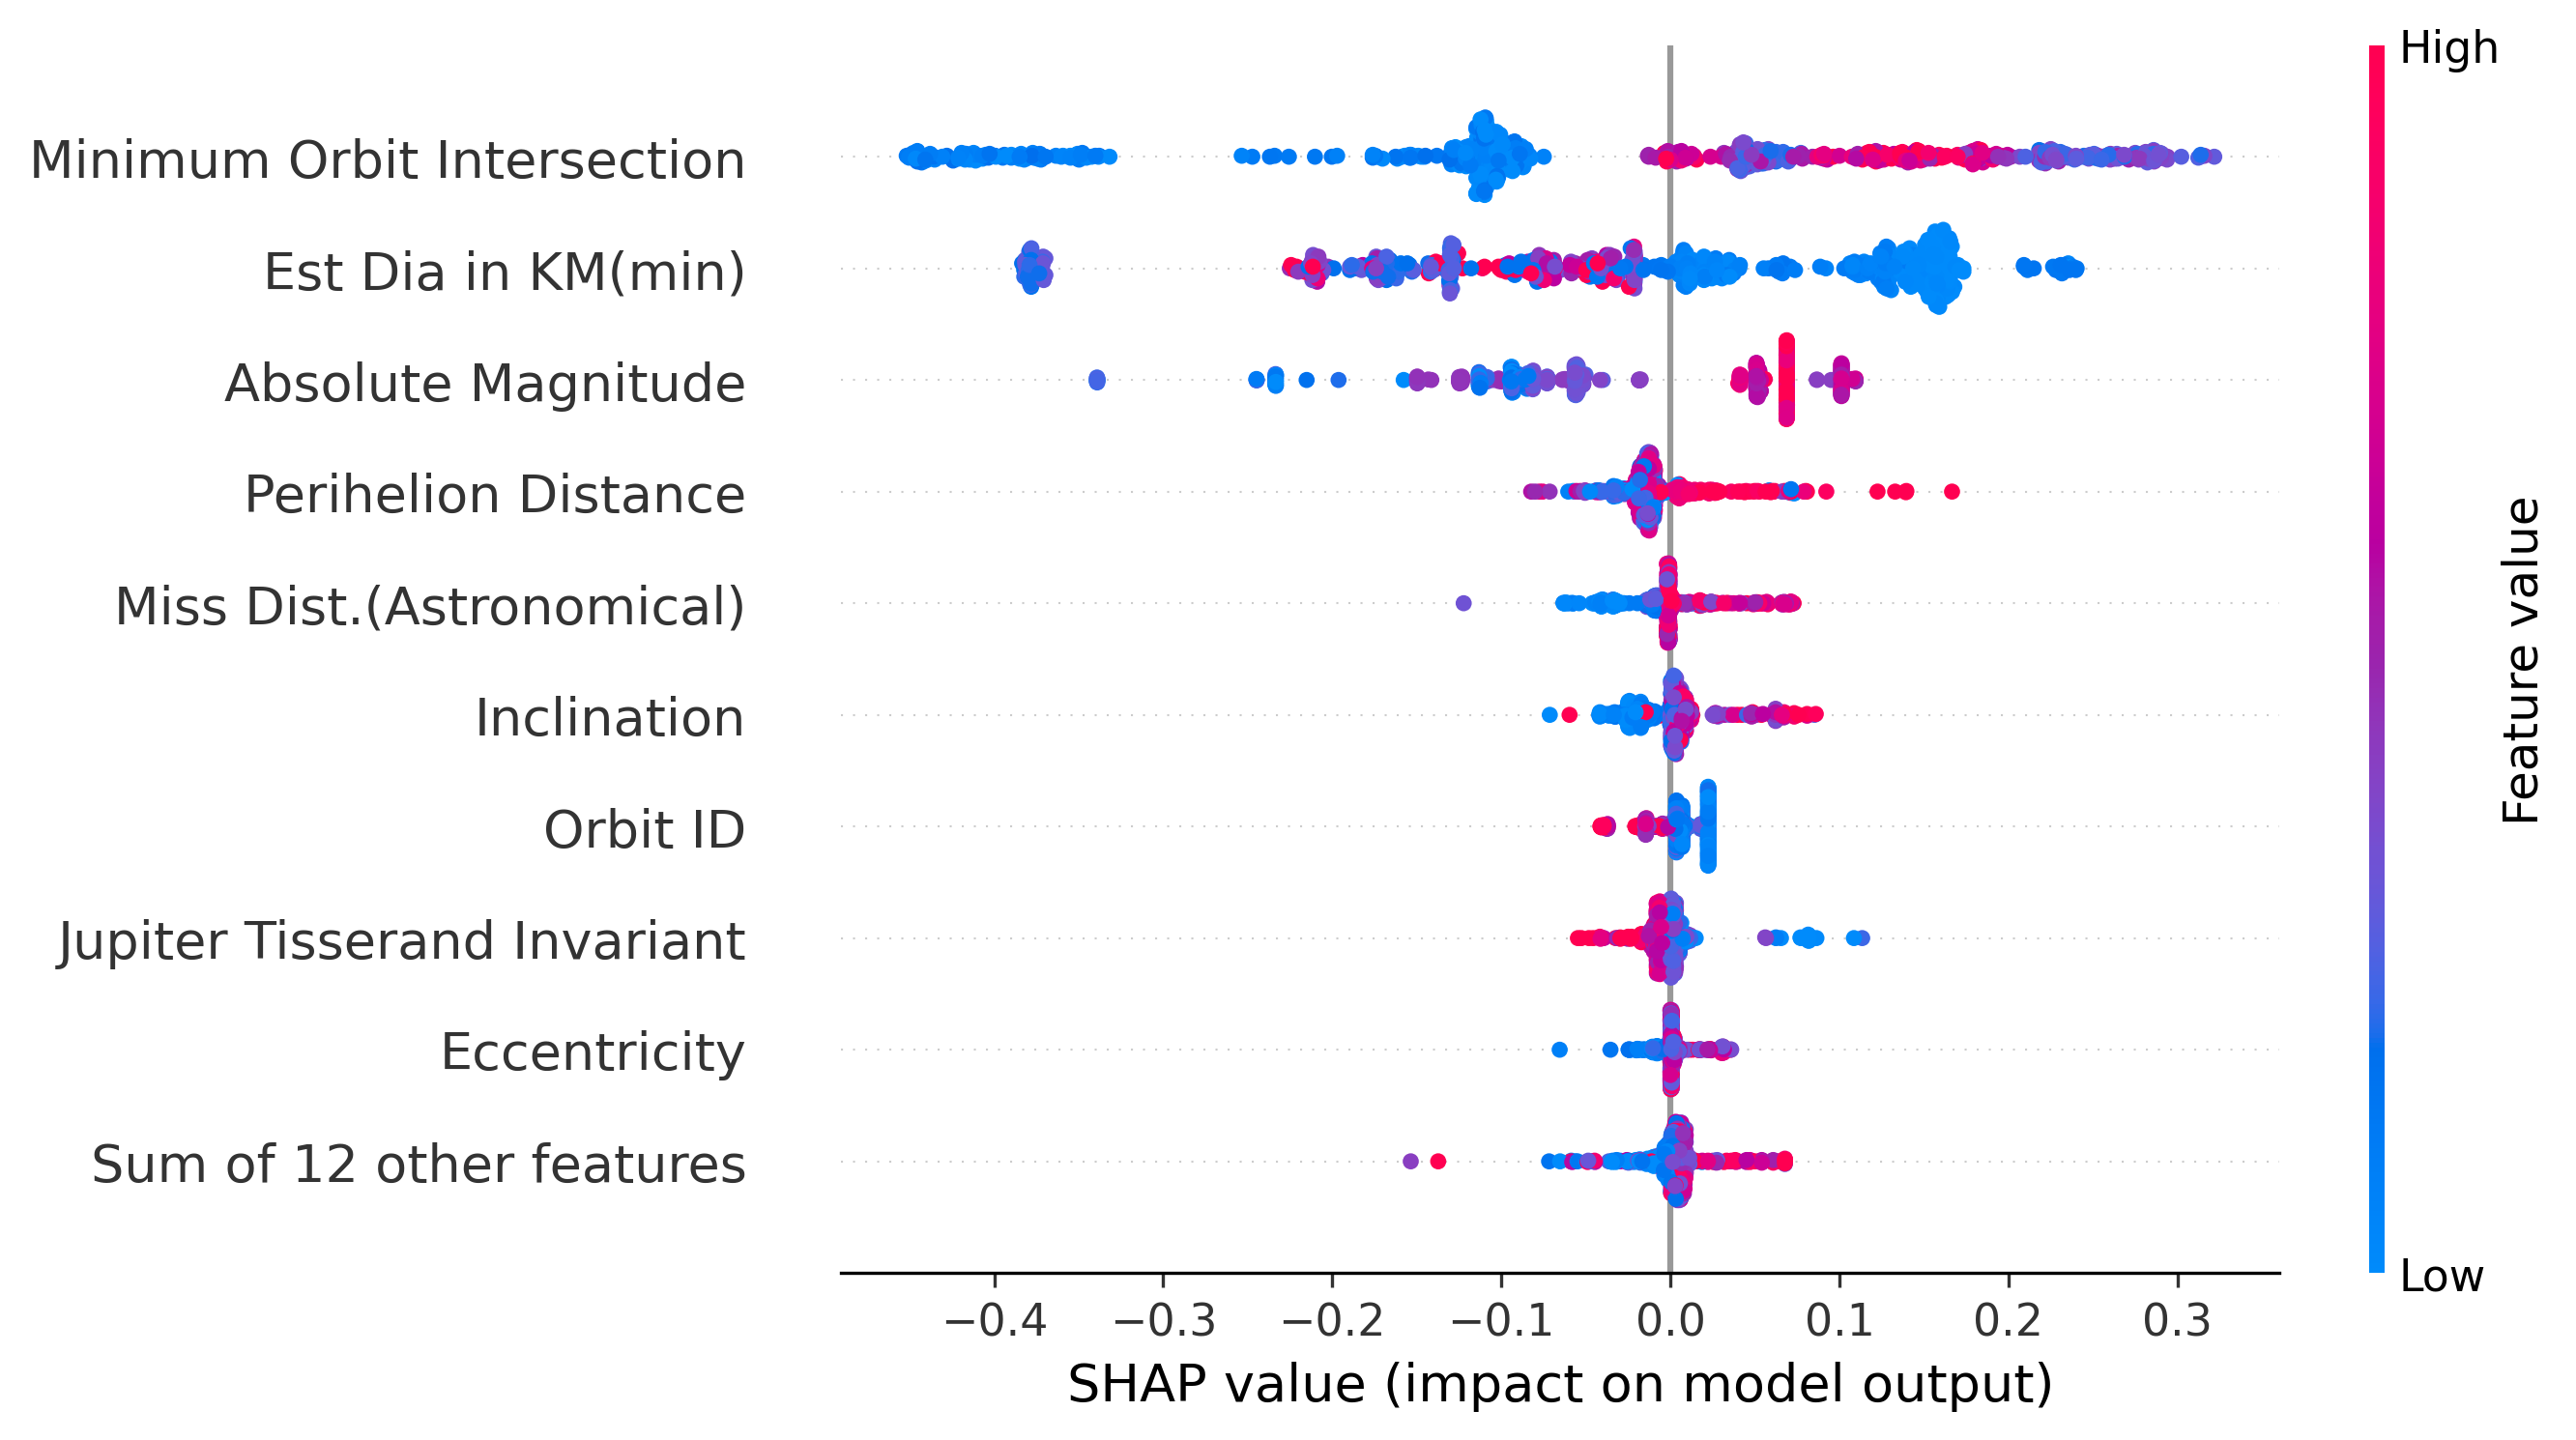 High
Minimum Orbit Intersection
Est Dia in KM(min)
Absolute Magnitude
Perihelion Distance
Miss Dist.(Astronomical)
Inclination
Orbit ID
Jupiter Tisserand Invariant
Eccentricity
Sum of 12 other features
Feature value
Low
−0.4 −0.3 −0.2 −0.1 0.0 0.1 0.2 0.3
SHAP value (impact on model output)